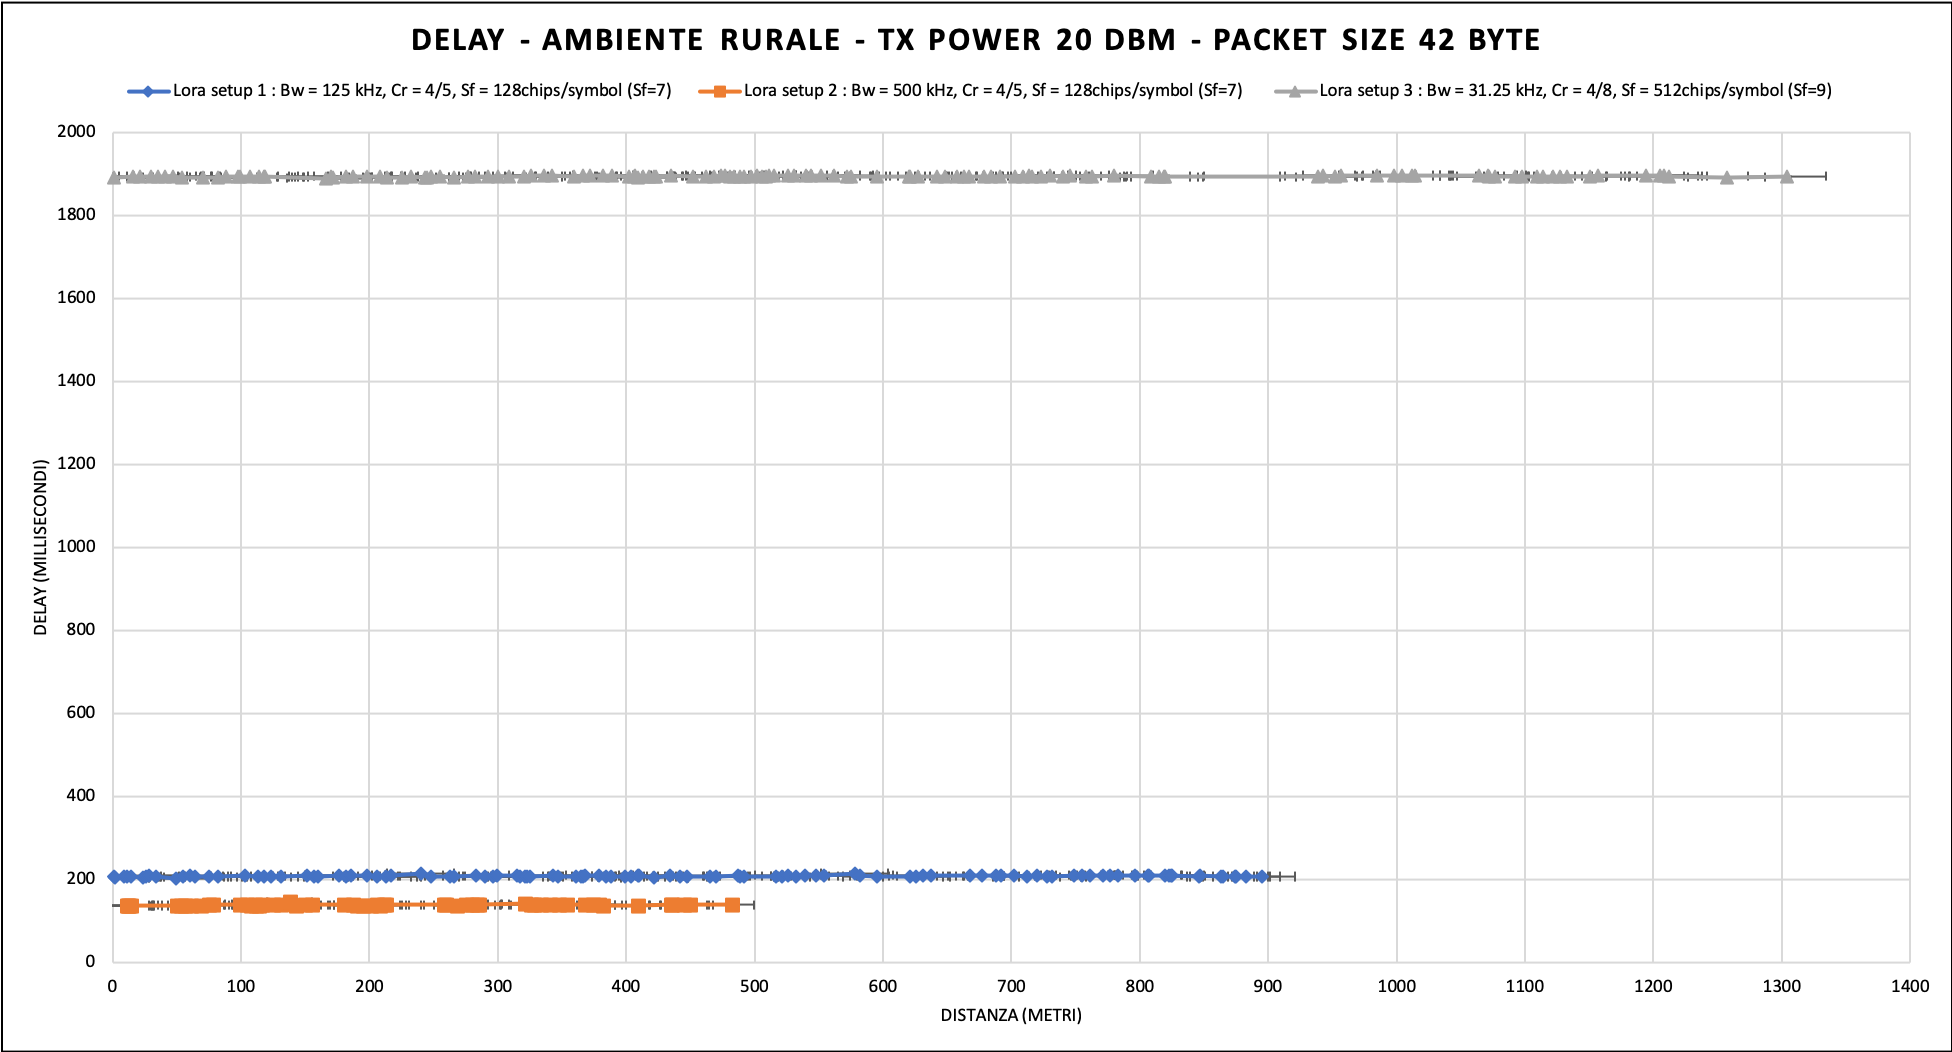 DELAY - AMBIENTE RURALE - TX POWER 20 DBM - PACKET SIZE 42 BYTE
Lora setup 1 : Bw = 125 kHz, Cr = 4/5, Sf = 128chips/symbol (Sf=7)
Lora setup 2 : Bw = 500 kHz, Cr = 4/5, Sf = 128chips/symbol (Sf=7)
Lora setup 3 : Bw = 31.25 kHz, Cr = 4/8, Sf = 512chips/symbol (Sf=9)
DELAY (MILLISECONDI)
2000
1800
1600
1400
1200
1000
800
600
400
200
0
0 100 200 300 400 500 600 700 800 900 1000 1100 1200 1300 1400
DISTANZA (METRI)